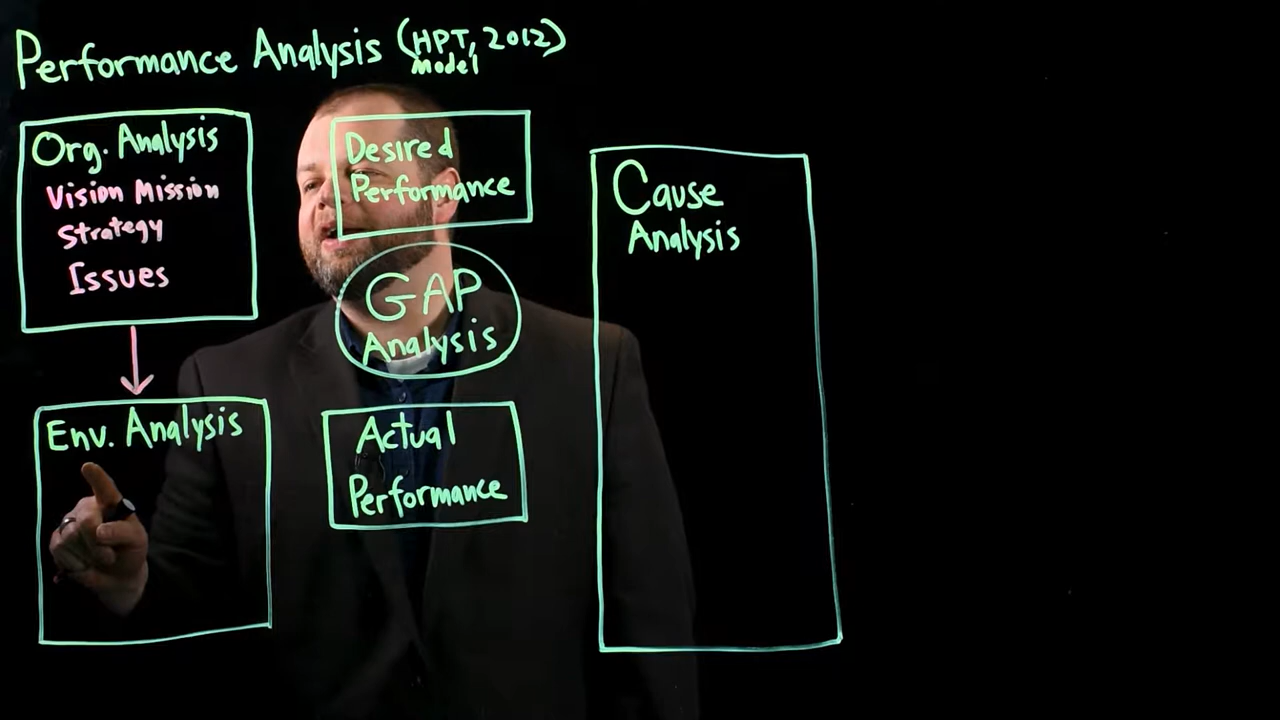 Performance Analysis (HPT, 2012)
Model
Org. Analysis
Vision Mission
Strategy
Issues
Env. Analysis
Desired
Performance
GAP
Analysis
Actual
Performance
Cause
Analysis